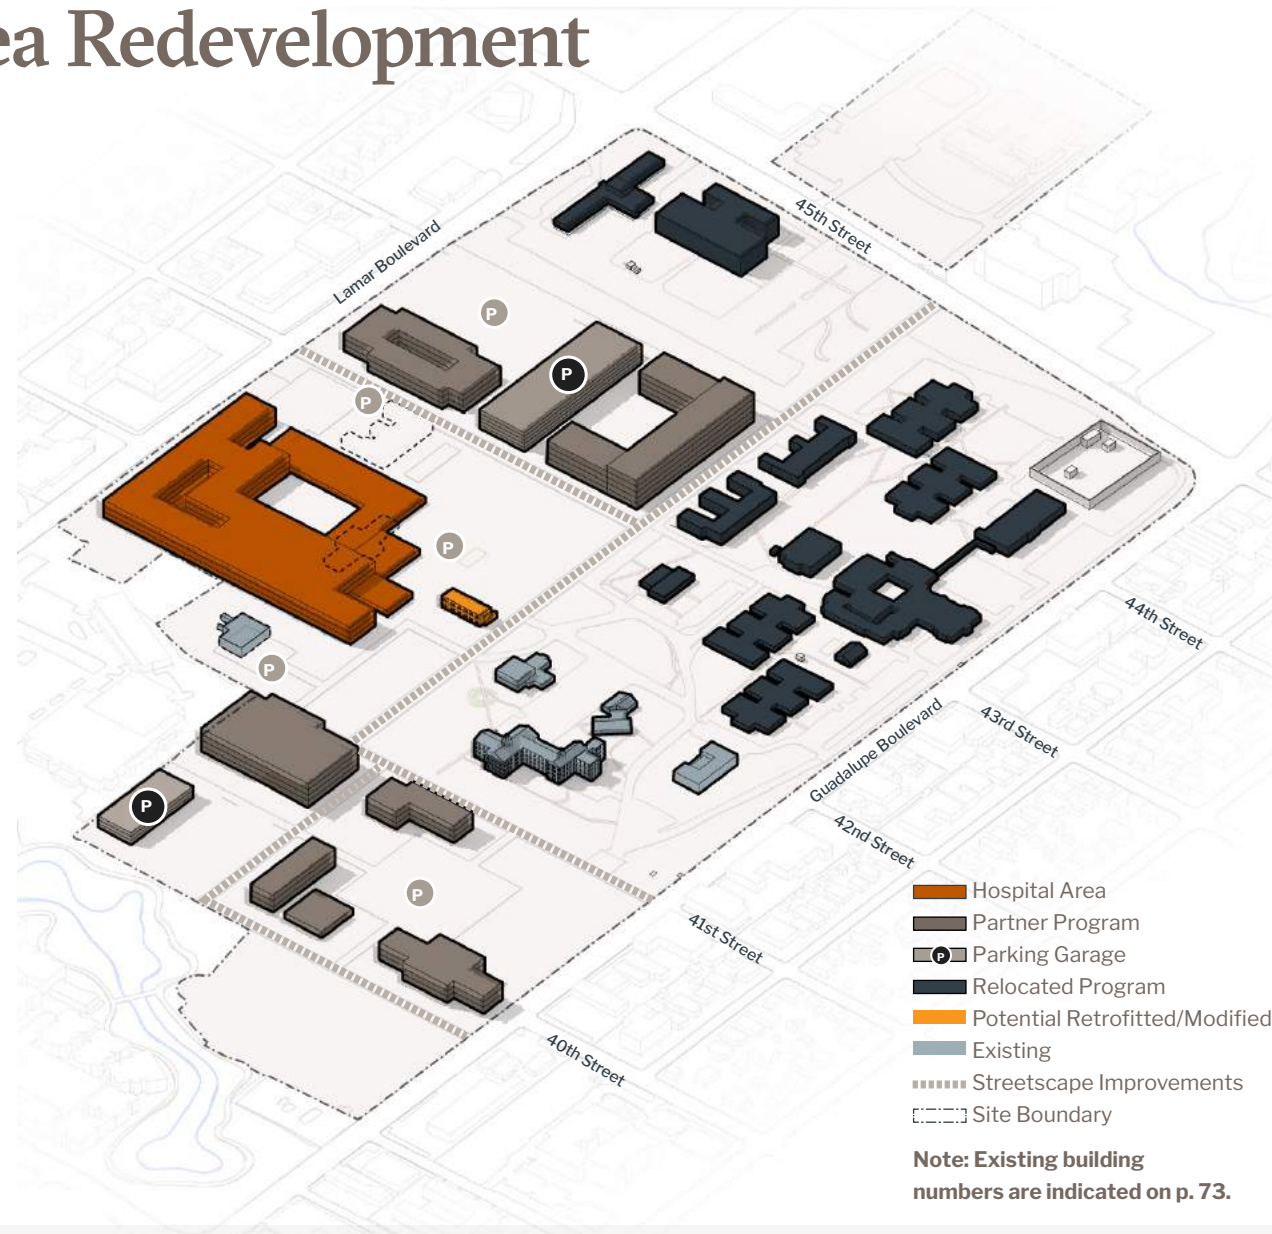 ea Redevelopment
45th Street
Lamar Boulevard
P
P
P
P
44th Street
P
43rd Street
Guadalupe Boulevard
P
42nd Street
P
41st Street
40th Street
Hospital Area
Partner Program
P Parking Garage
Relocated Program
Potential Retrofitted/Modified
Existing
Streetscape Improvements
Site Boundary
Note: Existing building
numbers are indicated on p. 73.